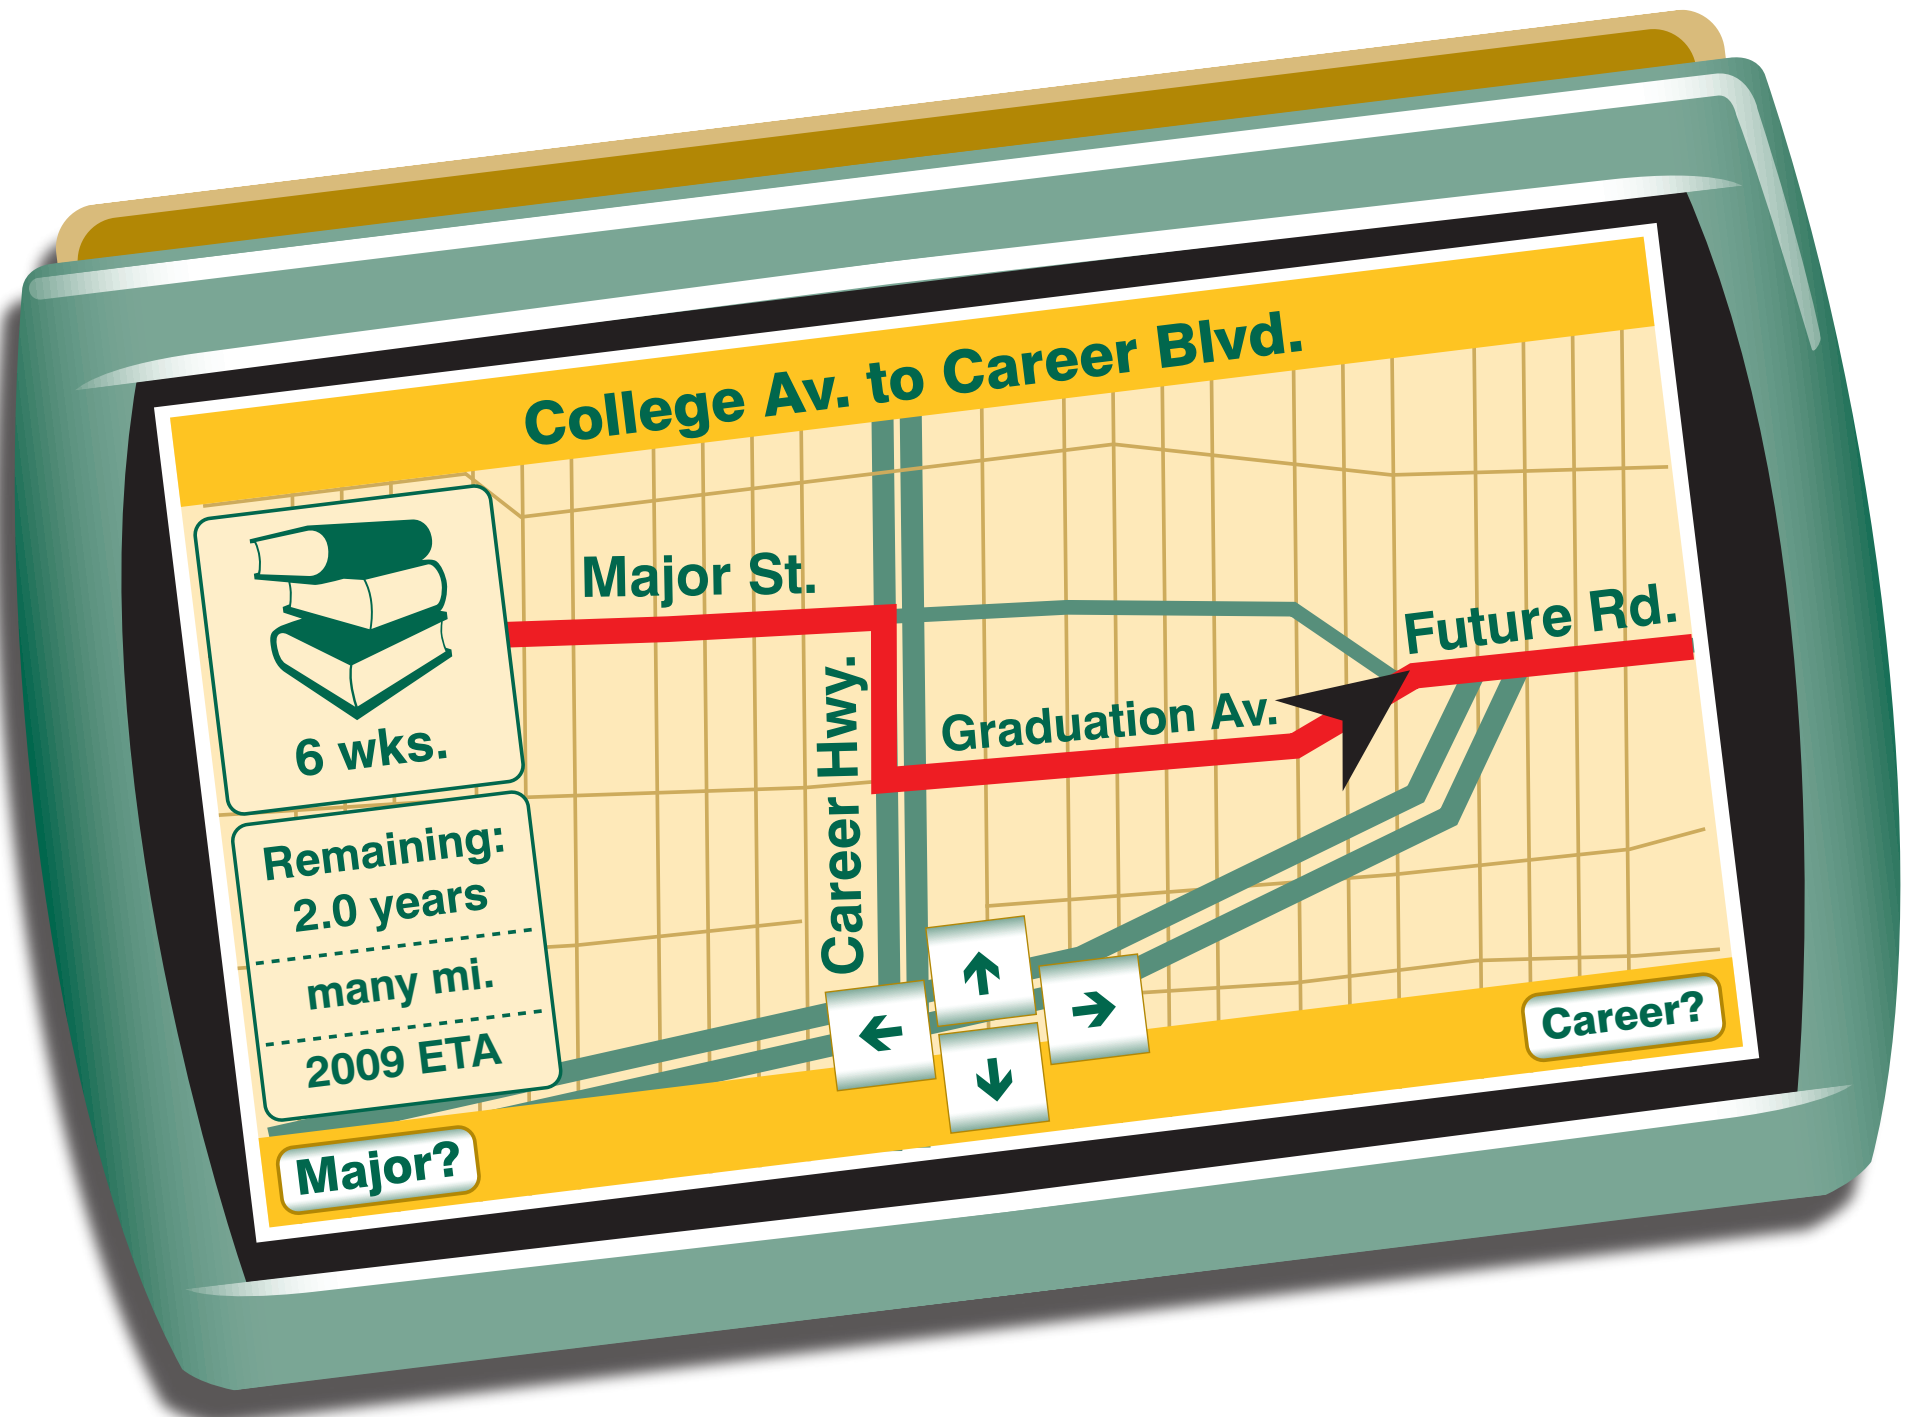 College Av. to Career Blvd.
6 wks.
Remaining:
2.0 years
many mi.
2009 ETA
Major St.
Career Hwy.
Graduation Av.
Future Rd.
Major?
Career?